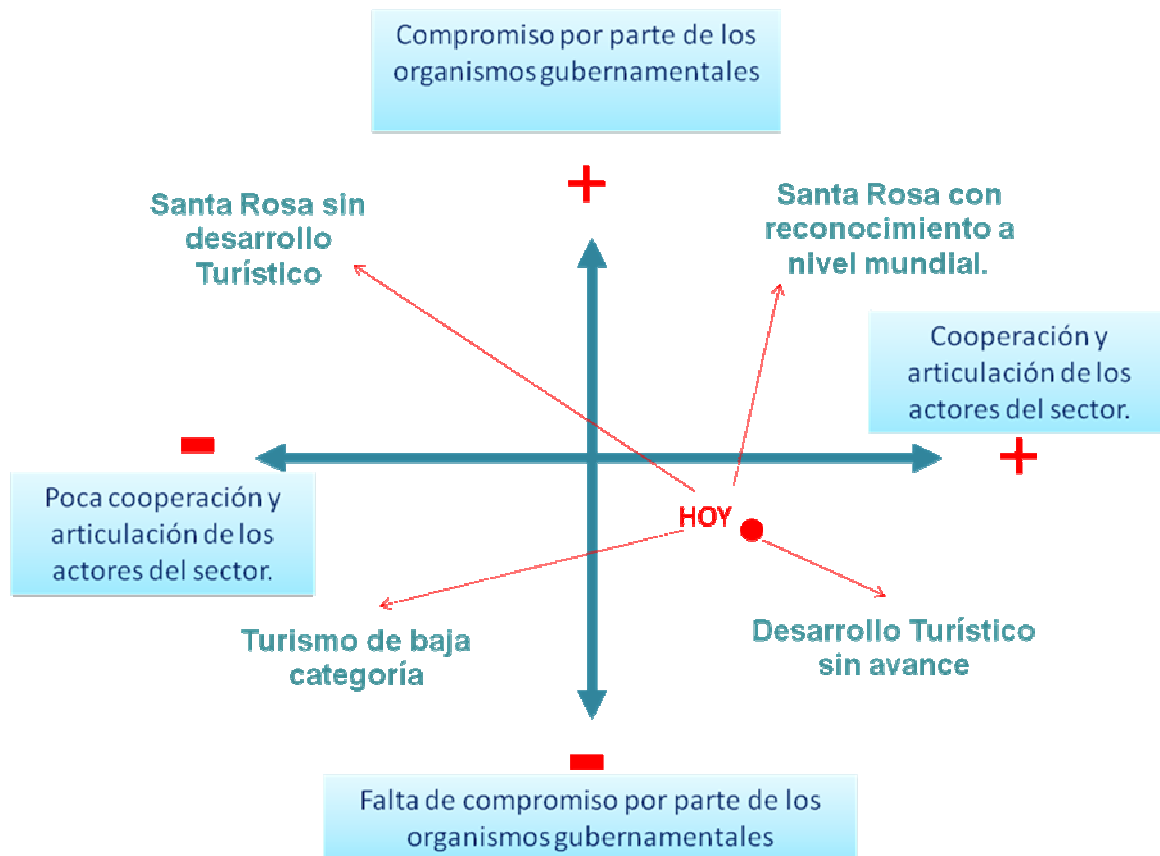 Compromiso por parte de los
organismos gubernamentales
+
Santa Rosa sin
desarrollo
Turístico
Santa Rosa con
reconocimiento a
nivel mundial.
Cooperación y
articulación de los
actores del sector.
-
+
Poca cooperación y
articulación de los
actores del sector.
HOY
Turismo de baja
categoría
Desarrollo Turístico
sin avance
-
Falta de compromiso por parte de los
organismos gubernamentales